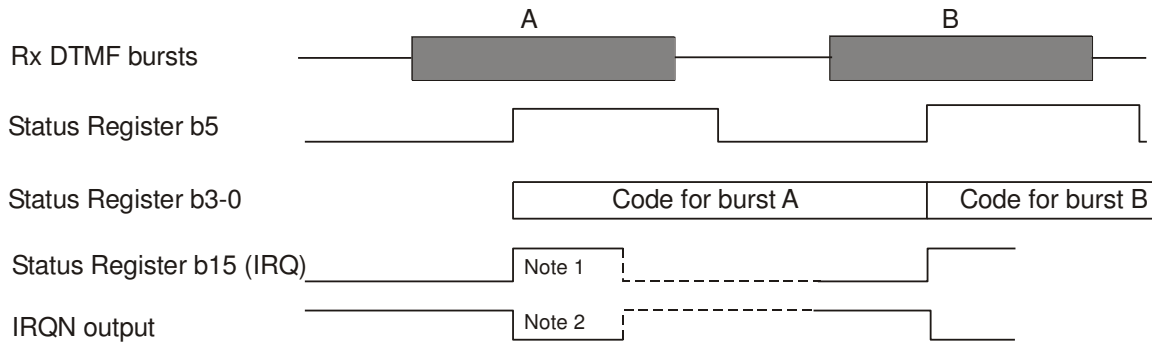 A
B
Rx DTMF bursts
Status Register b5
Status Register b3-0
Code for burst A
Code for burst B
Status Register b15 (IRQ)
Note 1
IRQN output
Note 2